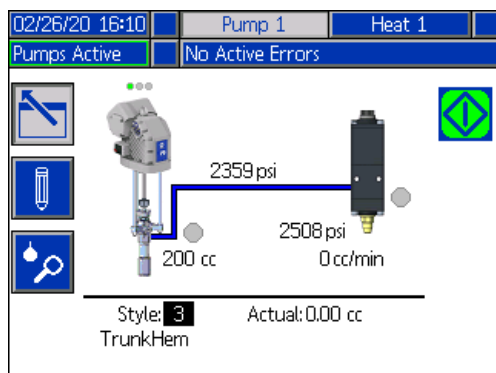 02/26/20 16:10 Pump 1 Heat 1
Pumps Active No Active Errors
2359 psi
2508 psi
200 cc 0 cc/min
Style: 3 Actual: 0.00 cc
TrunkHem